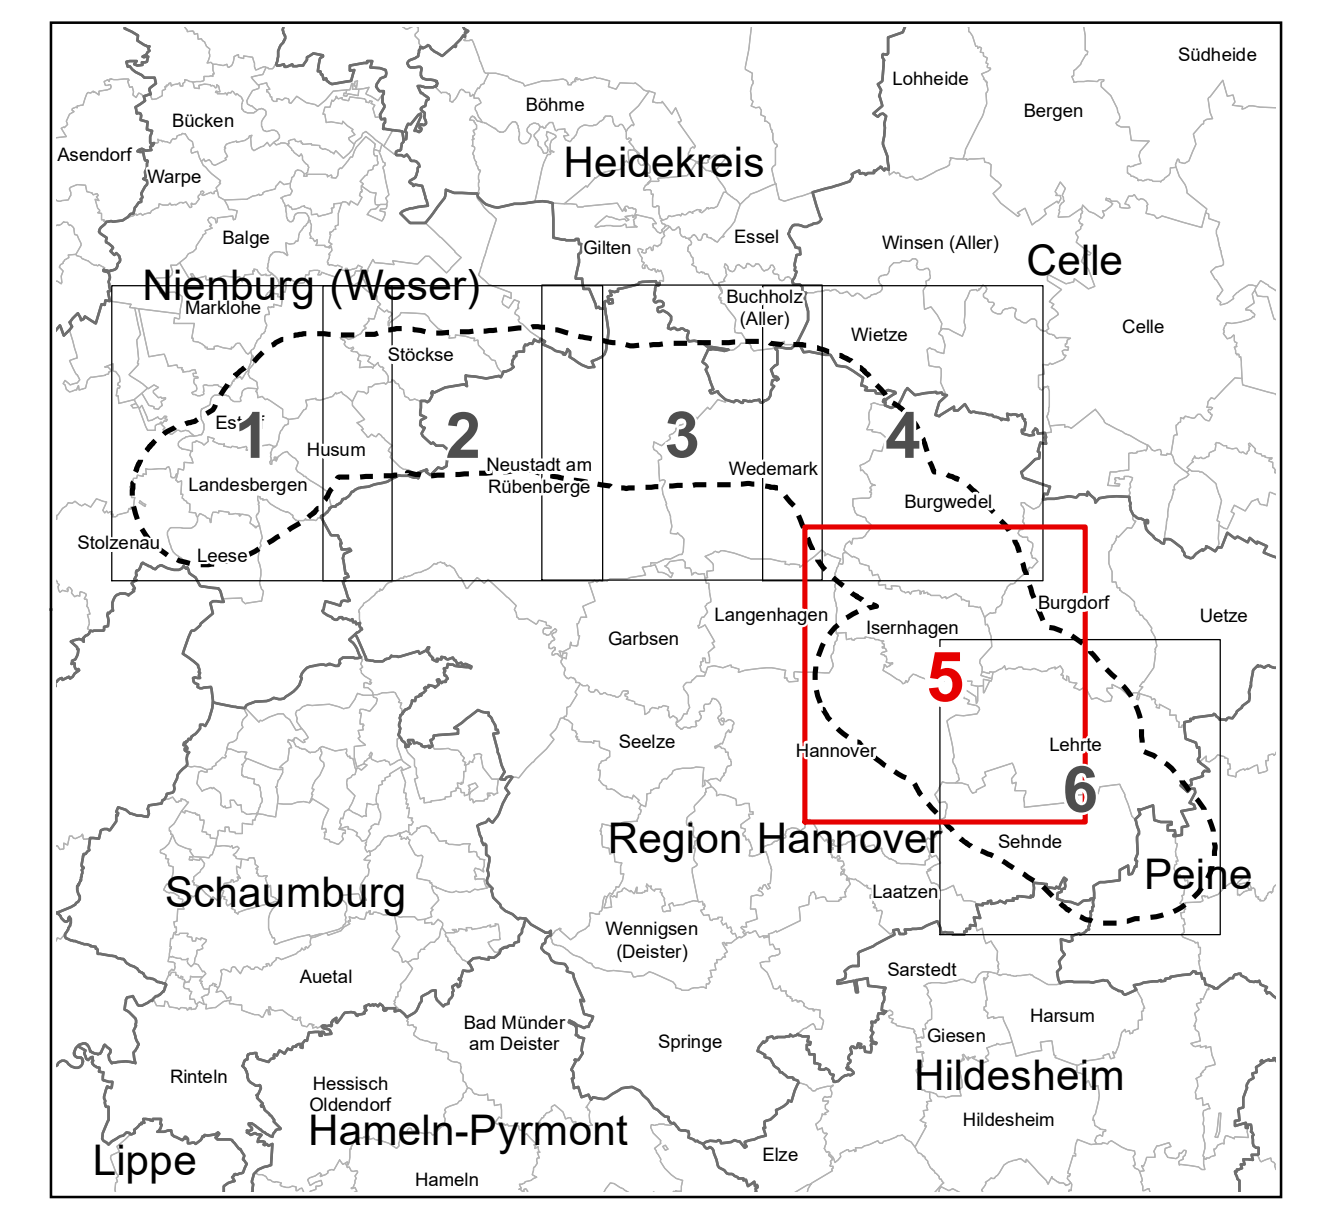 Südheide
Lohheide
Böhme
Bergen
Bücken
Asendorf
Heidekreis
Warpe
Balge
Gilten
Essel
Winsen (Aller)
Celle
Nienburg (Weser)
Marklohe
Buchholz
(Aller)
Celle
Wietze
Stöckse
1
2
3
4
Husum
Neustadt am
Rübenberge
Wedemark
Landesbergen
Burgwedel
Stolzenau
Leese
Langenhagen
Burgdorf
Uetze
Garbsen
Isernhagen
5
Seelze
Hannover
Lehrte
6
Region Hannover
Sehnde
Peine
Schaumburg
Laatzen
Wennigsen
(Deister)
Auetal
Sarstedt
Bad Münder
am Deister
Harsum
Springe
Giesen
Rinteln
Hessisch
Oldendorf
Hildesheim
Hildesheim
Hameln-Pyrmont
Lippe
Elze
Hameln